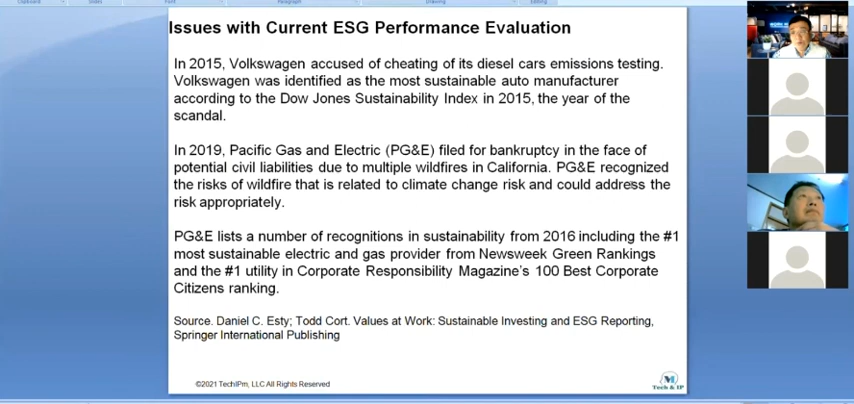 Clipboard Slides Font Paragraph Drawing Editing
Issues with Current ESG Performance Evaluation
In 2015, Volkswagen accused of cheating of its diesel cars emissions testing.
Volkswagen was identified as the most sustainable auto manufacturer
according to the Dow Jones Sustainability Index in 2015, the year of the
scandal.
In 2019, Pacific Gas and Electric (PG&E) filed for bankruptcy in the face of
potential civil liabilities due to multiple wildfires in California. PG&E recognized
the risks of wildfire that is related to climate change risk and could address the
risk appropriately.
PG&E lists a number of recognitions in sustainability from 2016 including the #1
most sustainable electric and gas provider from Newsweek Green Rankings
and the #1 utility in Corporate Responsibility Magazine's 100 Best Corporate
Citizens ranking.
Source. Daniel C. Esty; Todd Cort. Values at Work: Sustainable Investing and ESG Reporting,
Springer International Publishing
©2021 TechIPm, LLC All Rights Reserved
Tech & IP